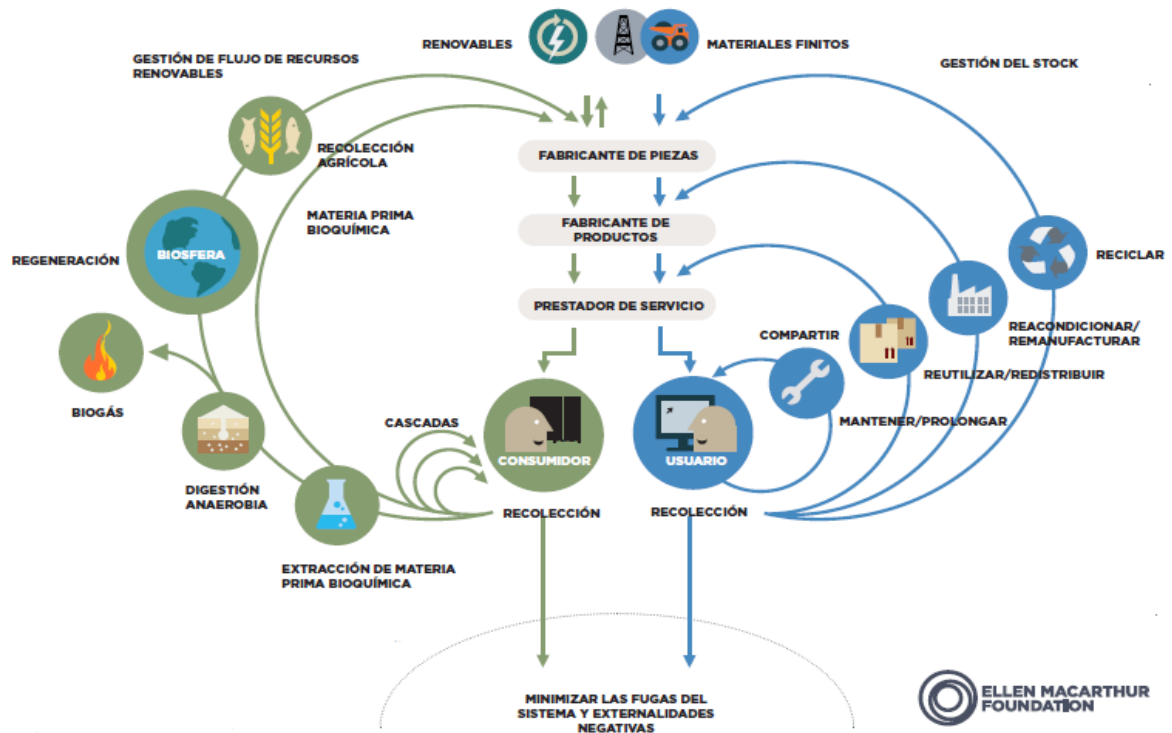 RENOVABLES
MATERIALES FINITOS
GESTIÓN DE FLUJO DE RECURSOS
RENOVABLES
GESTIÓN DEL STOCK
RECOLECCIÓN
AGRÍCOLA
FABRICANTE DE PIEZAS
MATERIA PRIMA
BIOQUÍMICA
FABRICANTE DE
PRODUCTOS
REGENERACIÓN
BIOSFERA
RECICLAR
PRESTADOR DE SERVICIO
COMPARTIR
REACONDICIONAR/
REMANUFACTURAR
REUTILIZAR/REDISTRIBUIR
BIOGÁS
CASCADAS
MANTENER/PROLONGAR
CONSUMIDOR
USUARIO
DIGESTIÓN
ANAEROBIA
RECOLECCIÓN
RECOLECCIÓN
EXTRACCIÓN DE MATERIA
PRIMA BIOQUÍMICA
MINIMIZAR LAS FUGAS DEL
SISTEMA Y EXTERNALIDADES
NEGATIVAS
ELLEN MACARTHUR
FOUNDATION